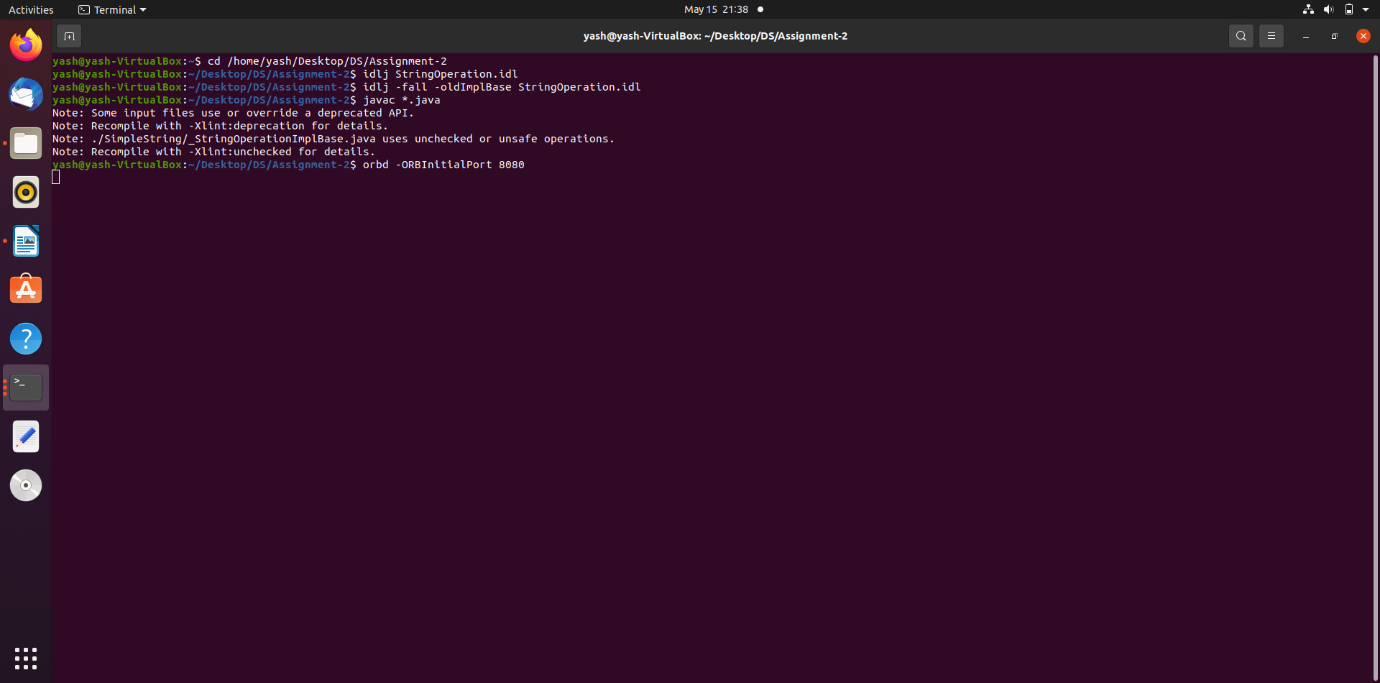 Activities
Terminal
May 15 21:38
yash@yash-VirtualBox: ~/Desktop/DS/Assignment-2
yash@yash-VirtualBox:~$ cd /home/yash/Desktop/DS/Assignment-2
yash@yash-VirtualBox:~/Desktop/DS/Assignment-2$ idlj StringOperation.idl
yash@yash-VirtualBox:~/Desktop/DS/Assignment-2$ idlj -fall -oldImplBase StringOperation.idl
yash@yash-VirtualBox:~/Desktop/DS/Assignment-2$ javac *.java
Note: Some input files use or override a deprecated API.
Note: Recompile with -Xlint:deprecation for details.
Note: ./SimpleString/_StringOperationImplBase.java uses unchecked or unsafe operations.
Note: Recompile with -Xlint:unchecked for details.
yash@yash-VirtualBox:~/Desktop/DS/Assignment-2$ orbd -ORBInitialPort 8080